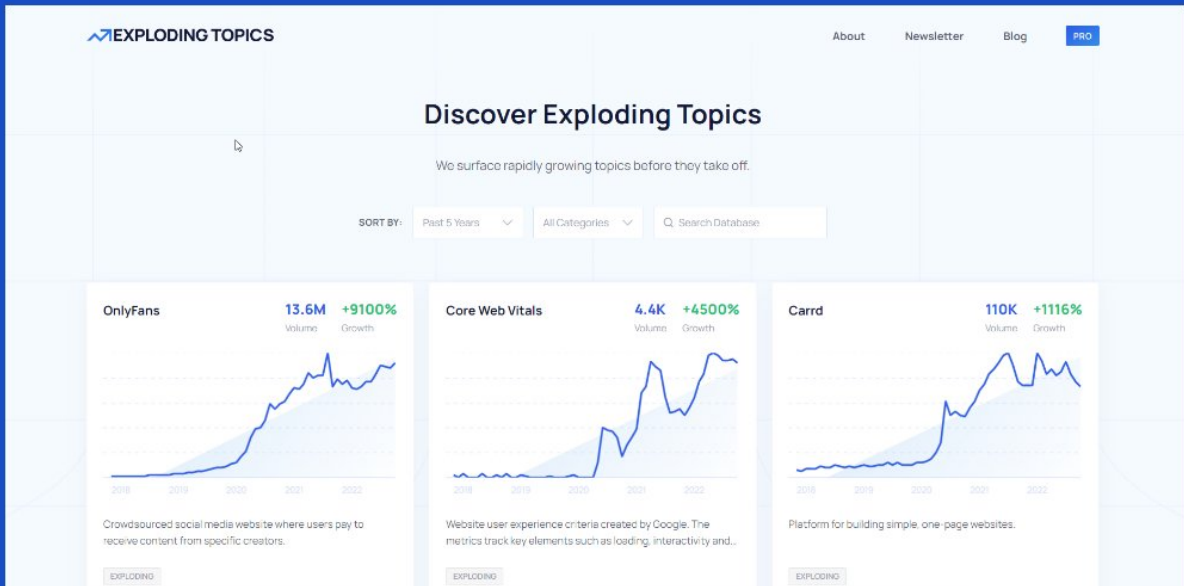 EXPLODING TOPICS
About
Newsletter
Blog
PRO
Discover Exploding Topics
We surface rapidly growing topics before they take off.
SORT BY:
Past 5 Years
All Categories
Search Database
OnlyFans
13.6M
+9100%
Volume
Growth
2018
2019
2020
2021
2022
Crowdsourced social media website where users pay to
receive content from specific creators.
EXPLODING
Core Web Vitals
4.4K
+4500%
Volume
Growth
2018
2019
2020
2021
2022
Website user experience criteria created by Google. The
metrics track key elements such as loading, interactivity and...
EXPLODING
Carrd
110K
+1116%
Volume
Growth
2018
2019
2020
2021
2022
Platform for building simple, one-page websites.
EXPLODING